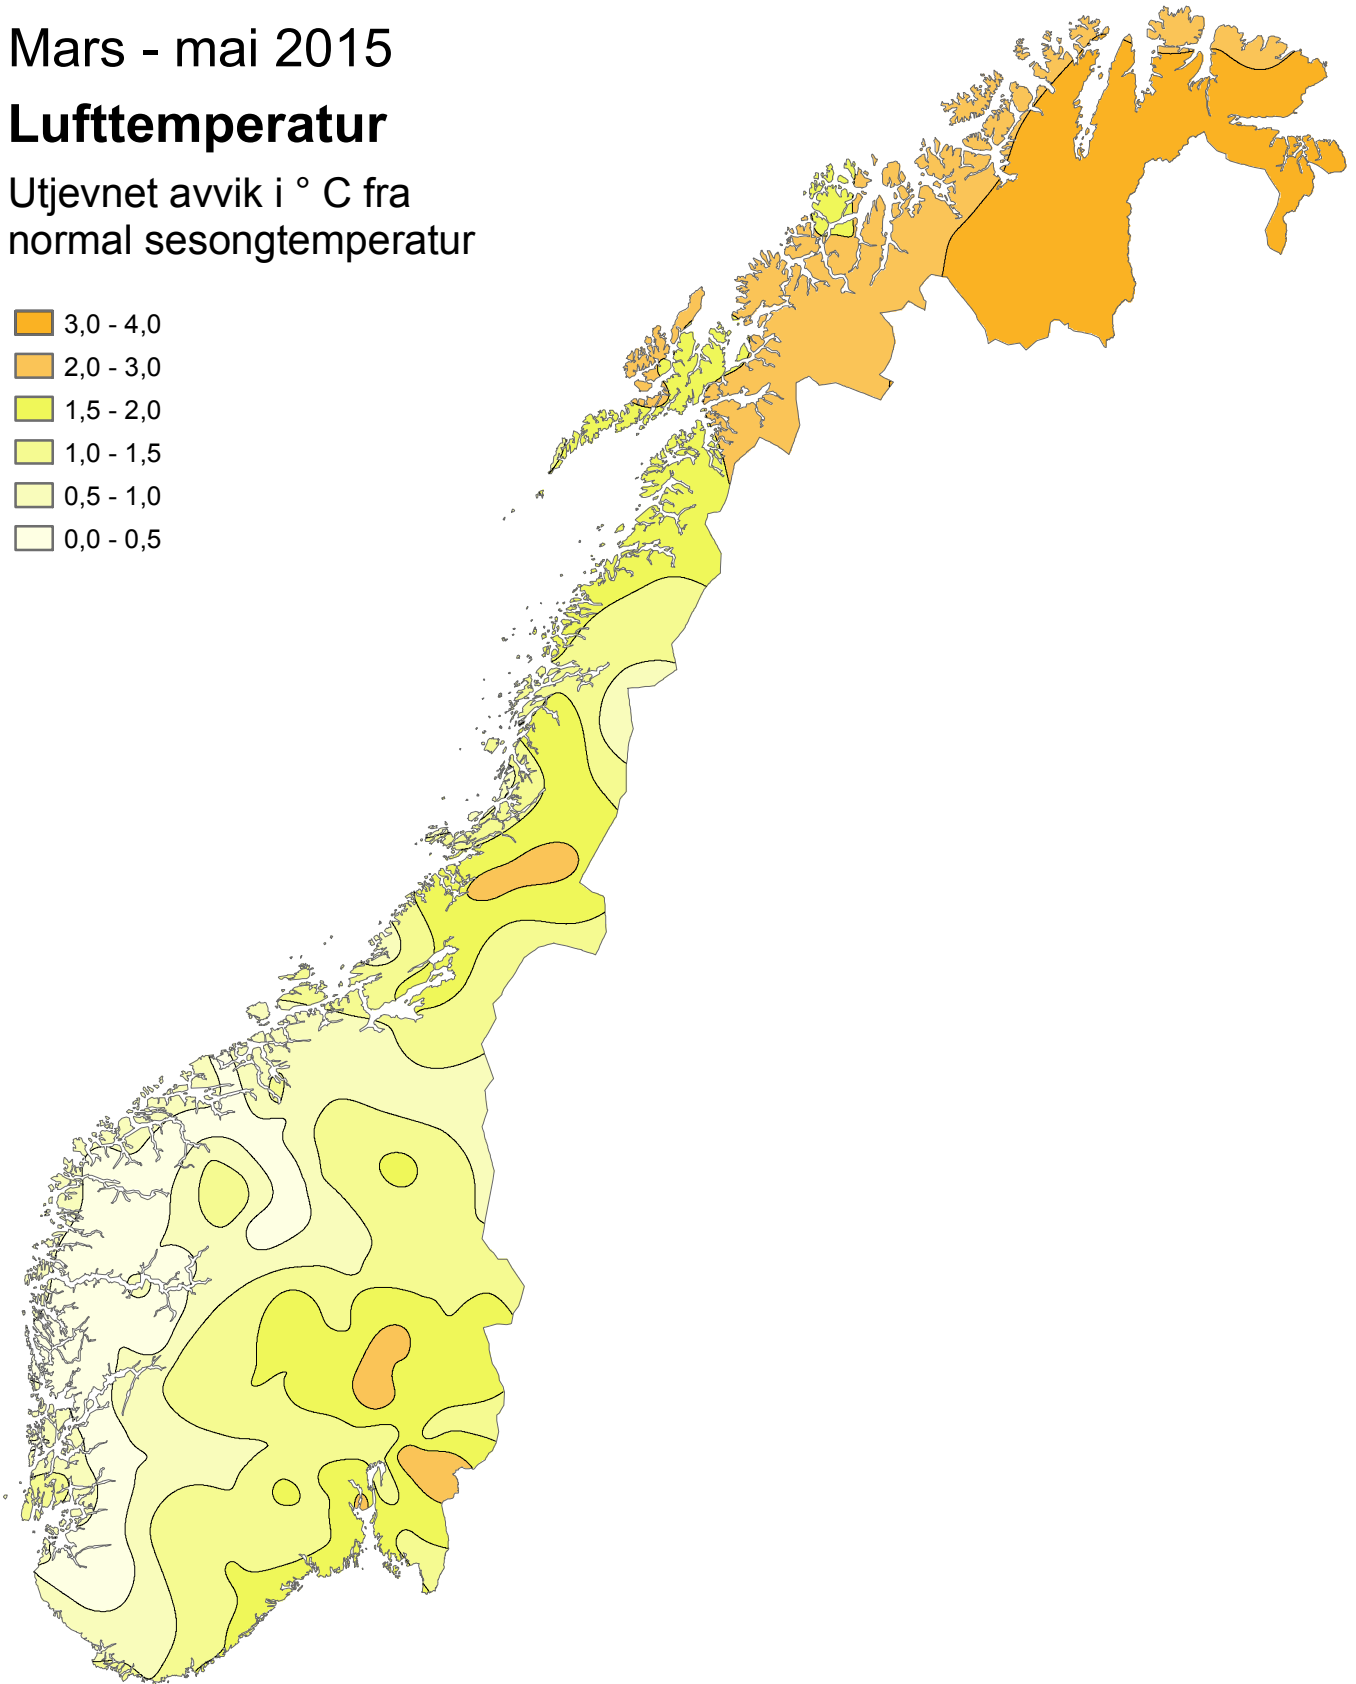 Mars - mai 2015
Lufttemperatur
Utjevnet avvik i ° C fra
normal sesongtemperatur
3,0 - 4,0
2,0 - 3,0
1,5 - 2,0
1,0 - 1,5
0,5 - 1,0
0,0 - 0,5